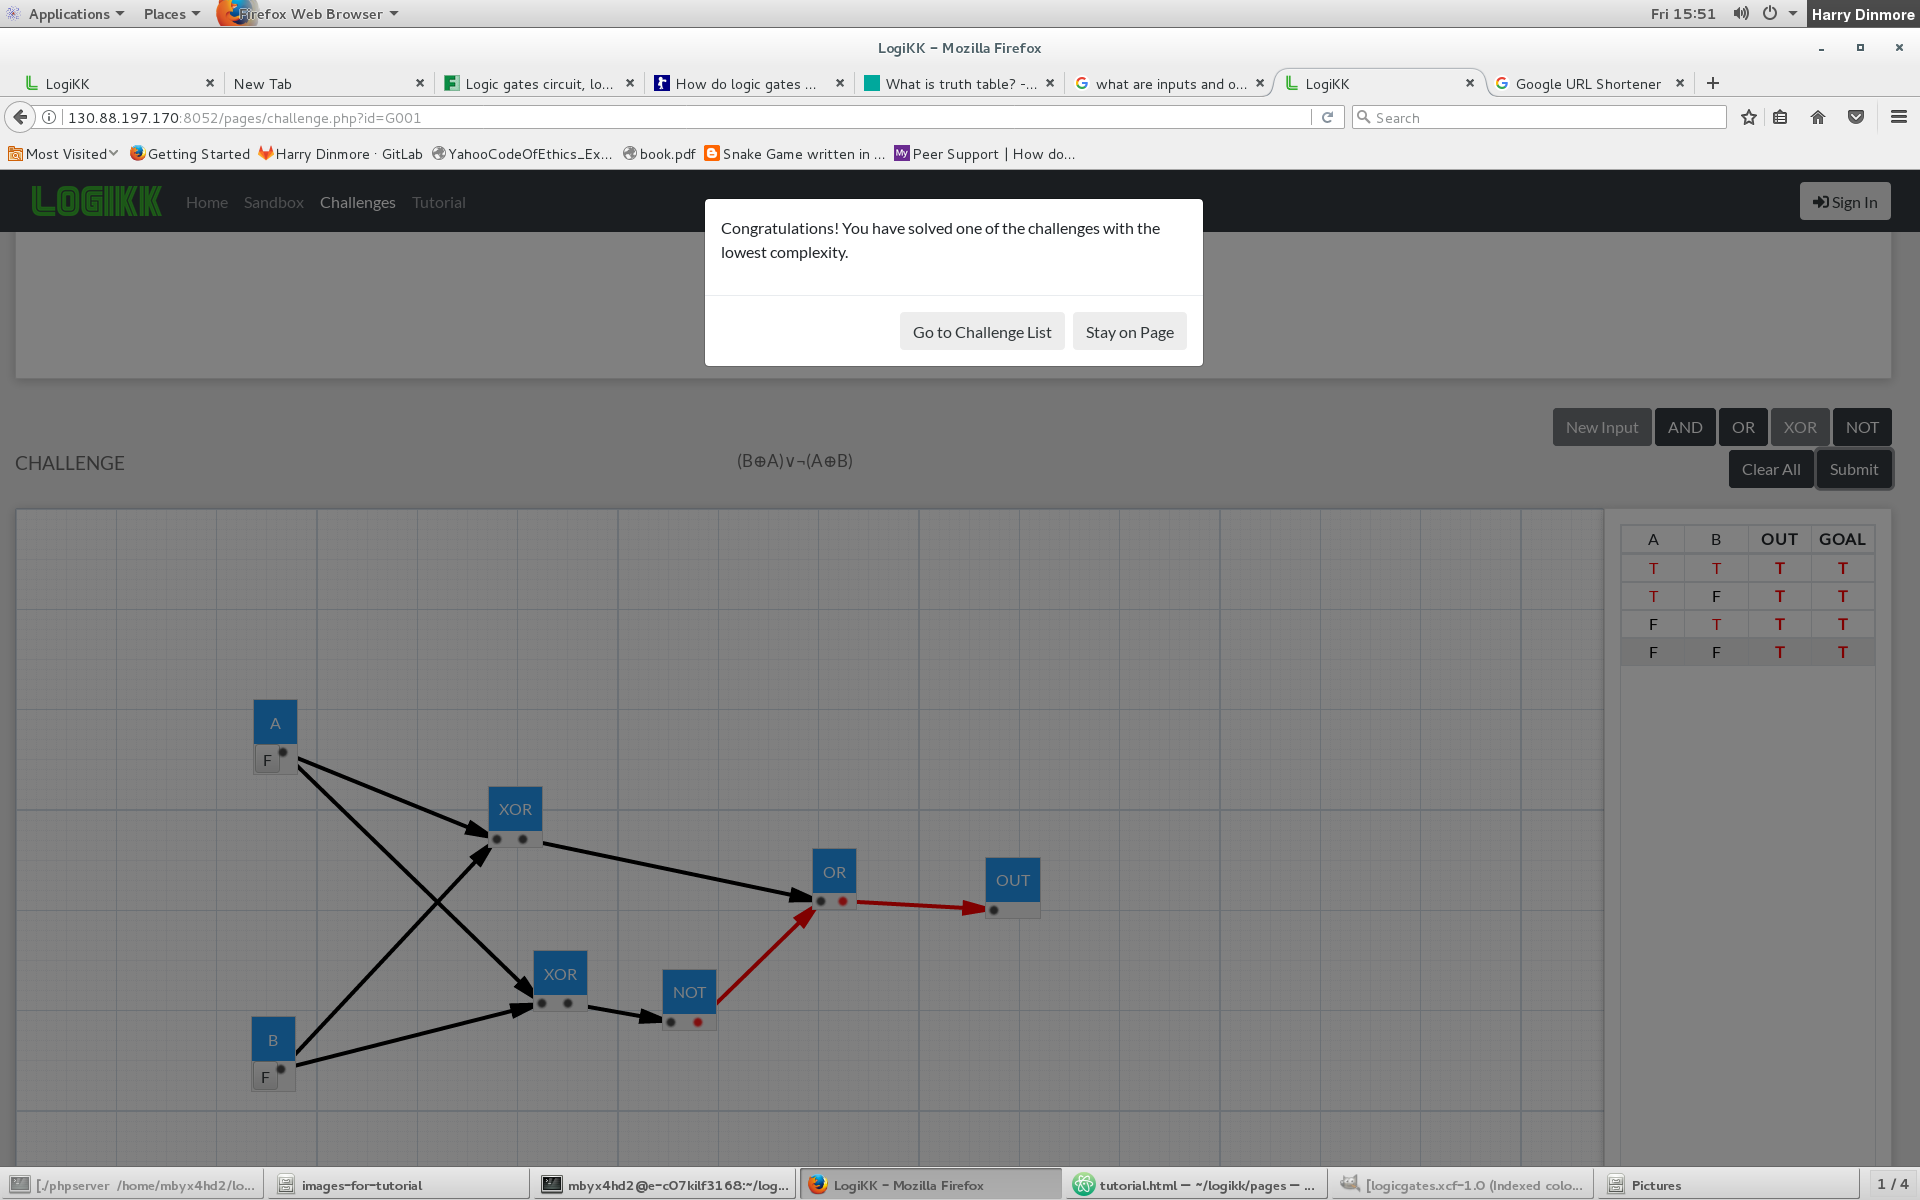 Applications Places Firefox Web Browser Fri 15:51 Harry Dinmore
LogiKK - Mozilla Firefox
LogiKK New Tab Logic gates circuit, lo... How do logic gates ... What is truth table? -... what are inputs and o... LogiKK Google URL Shortener
130.88.197.170:8052/pages/challenge.php?id=G001 Search
Most Visited Getting Started Harry Dinmore · GitLab YahooCodeOfEthics_Ex... book.pdf Snake Game written in ... My Peer Support | How do...
LOGIKK Home Sandbox Challenges Tutorial Sign In
Congratulations! You have solved one of the challenges with the
lowest complexity.
Go to Challenge List Stay on Page
New Input AND OR XOR NOT
CHALLENGE (B⊕A)∨¬(A⊕B) Clear All Submit
A B OUT GOAL
T T T T
T F T T
F T T T
F F T T
A
F
XOR
OR
OUT
XOR
NOT
B
F
[./phpserver /home/mbyx4hd2/lo... images-for-tutorial mbyx4hd2@e-c07kilf3168:~/log... LogiKK - Mozilla Firefox tutorial.html — ~/logikk/pages — ... [logicgates.xcf-1.0 (Indexed colo... Pictures 1 / 4